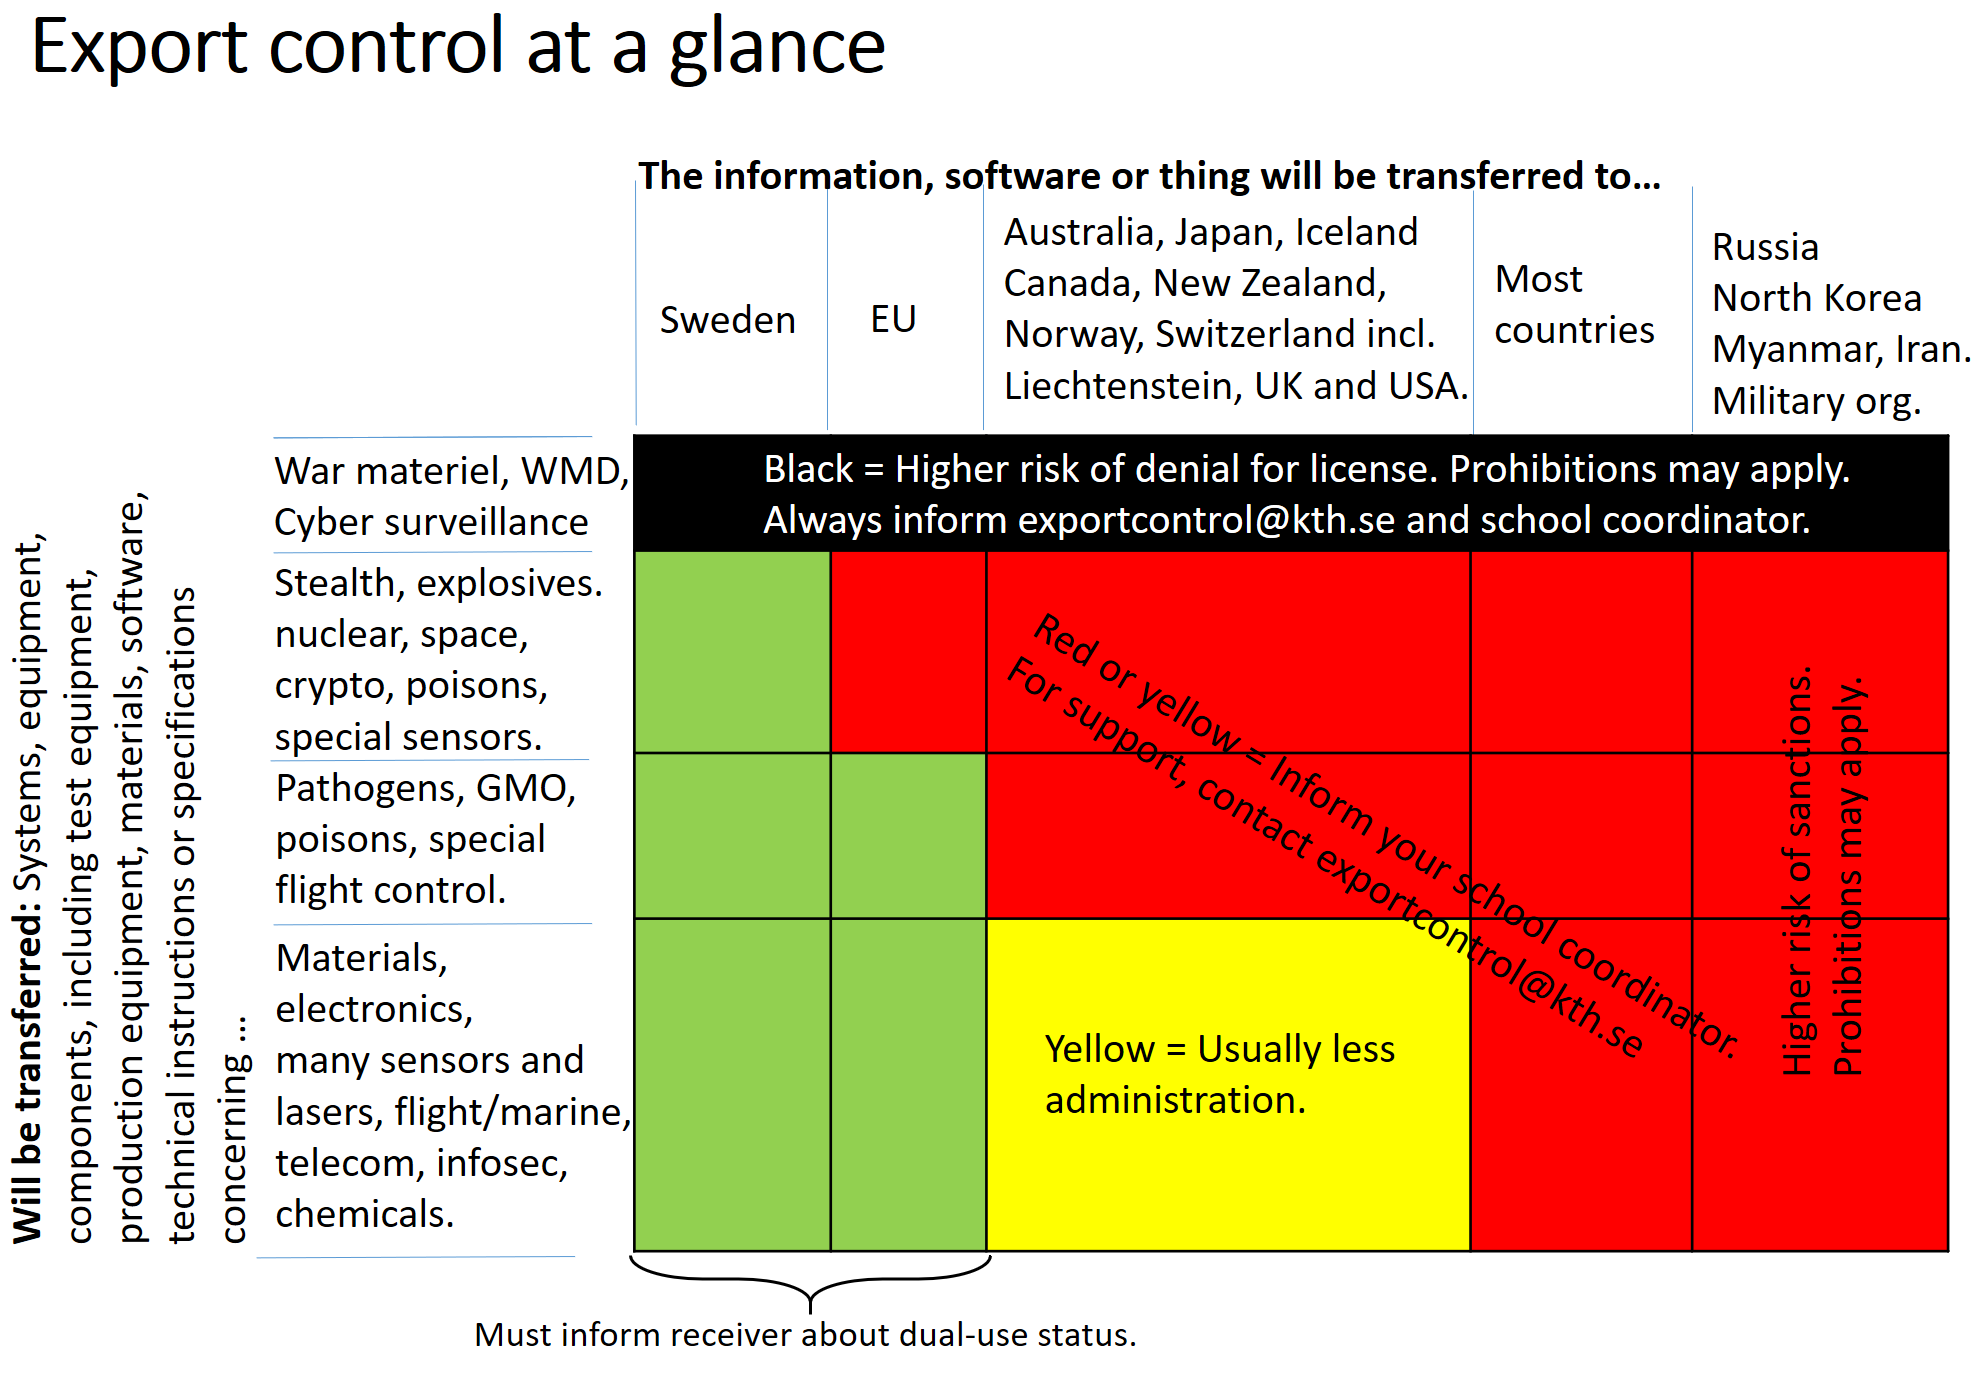 Export control at a glance
The information, software or thing will be transferred to...
Sweden
EU
Australia, Japan, Iceland
Canada, New Zealand,
Norway, Switzerland incl.
Liechtenstein, UK and USA.
Most
countries
Russia
North Korea
Myanmar, Iran.
Military org.
Will be transferred: Systems, equipment,
components, including test equipment,
production equipment, materials, software,
technical instructions or specifications
concerning ...
War materiel, WMD,
Cyber surveillance
Black = Higher risk of denial for license. Prohibitions may apply.
Always inform exportcontrol@kth.se and school coordinator.
Stealth, explosives.
nuclear, space,
crypto, poisons,
special sensors.
Pathogens, GMO,
poisons, special
flight control.
Materials,
electronics,
many sensors and
lasers, flight/marine,
telecom, infosec,
chemicals.
Red or yellow = Inform your school coordinator.
For support, contact exportcontrol@kth.se
Higher risk of sanctions.
Prohibitions may apply.
Yellow = Usually less
administration.
Must inform receiver about dual-use status.